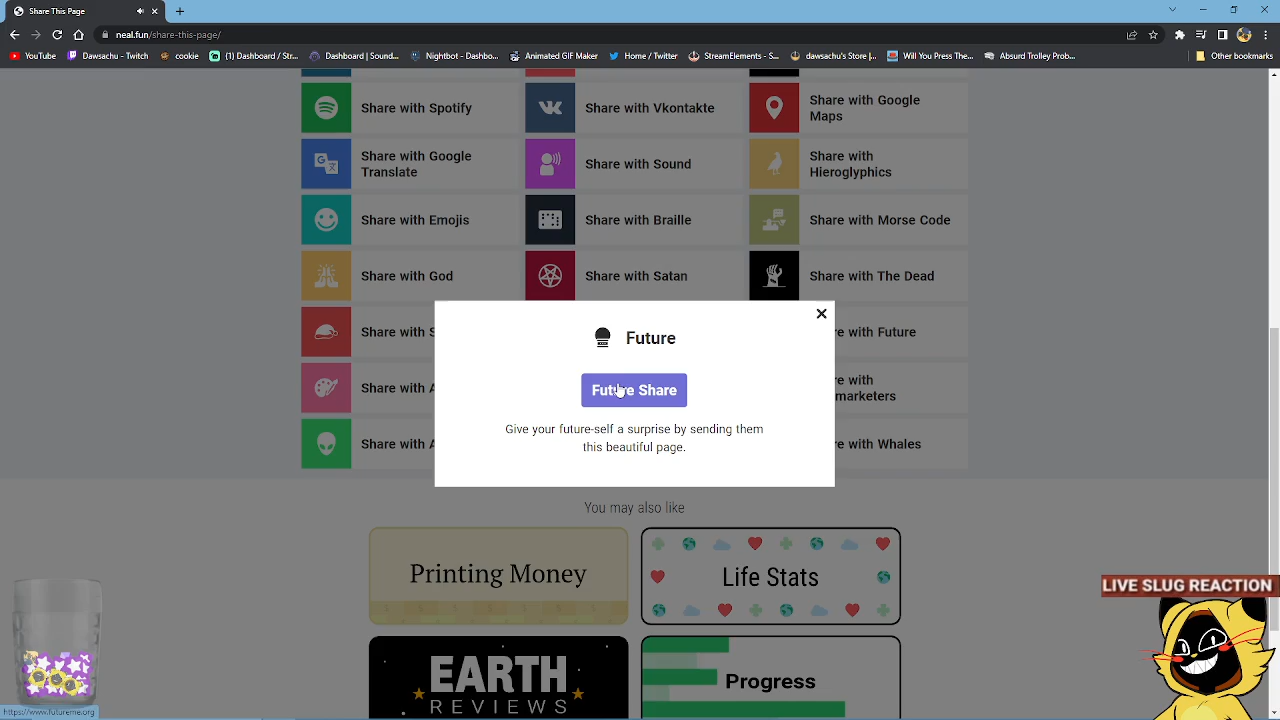 Share This Page
neal.fun/share-this-page/
YouTube
Dawsachu - Twitch
cookie
(1) Dashboard / St...
Dashboard | Sound...
Nightbot - Dashbo...
Animated GIF Maker
Home / Twitter
StreamElements - S...
dawsachu's Store |...
Would You Press The...
Absurd Trolley Prob...
Other bookmarks
Share with Spotify
Share with Vkontakte
Share with Google
Maps
Share with Google
Translate
Share with Sound
Share with
Hieroglyphics
Share with Emojis
Share with Braille
Share with Morse Code
Share with God
Share with Satan
Share with The Dead
Share with S
Future
e with Future
Future Share
Share with A
e with
marketers
Give your future-self a surprise by sending them
this beautiful page.
Share with A
e with Whales
You may also like
Printing Money
Life Stats
LIVE SLUG REACTION
EARTH
REVIEWS
Progress
https://www.futureme.org